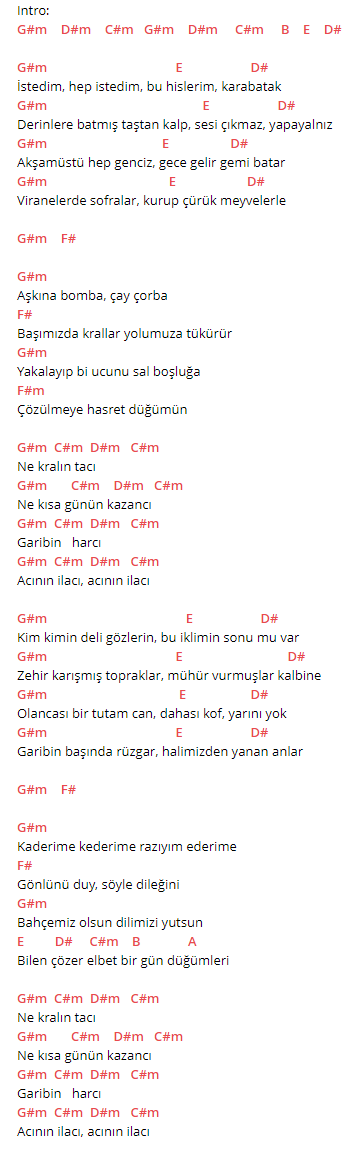 Intro:
G#m D#m C#m G#m D#m C#m B E D#
G#m E D#
İstedim, hep istedim, bu hislerim, karabatak
G#m E D#
Derinlere batmış taştan kalp, sesi çıkmaz, yapayalnız
G#m E D#
Akşamüstü hep genciz, gece gelir gemi batar
G#m E D#
Viranelerde sofralar, kurup çürük meyvelerle
G#m F#
G#m
Aşkına bomba, çay çorba
F#
Başımızda krallar yolumuza tükürür
G#m
Yakalayıp bi ucunu sal boşluğa
F#m
Çözülmeye hasret düğümün
G#m C#m D#m C#m
Ne kralın tacı
G#m C#m D#m C#m
Ne kısa günün kazancı
G#m C#m D#m C#m
Garibin harcı
G#m C#m D#m C#m
Acının ilacı, acının ilacı
G#m E D#
Kim kimin deli gözlerin, bu iklimin sonu mu var
G#m E D#
Zehir karışmış topraklar, mühür vurmuşlar kalbine
G#m E D#
Olancası bir tutam can, dahası kof, yarını yok
G#m E D#
Garibin başında rüzgar, halimizden yanan anlar
G#m F#
G#m
Kaderime kederime razıyım ederime
F#
Gönlünü duy, söyle dileğini
G#m
Bahçemiz olsun dilimizi yutsun
E D# C#m B A
Bilen çözer elbet bir gün düğümleri
G#m C#m D#m C#m
Ne kralın tacı
G#m C#m D#m C#m
Ne kısa günün kazancı
G#m C#m D#m C#m
Garibin harcı
G#m C#m D#m C#m
Acının ilacı, acının ilacı